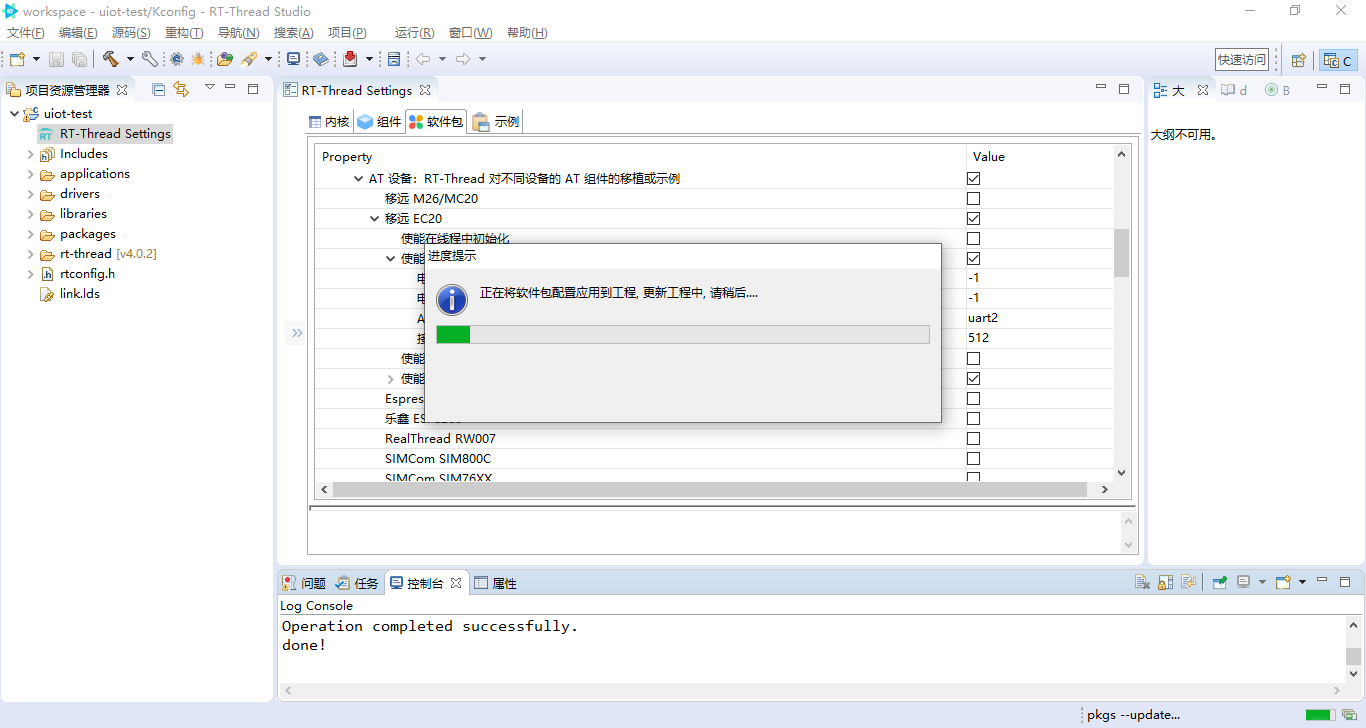 workspace - uiot-test/Kconfig - RT-Thread Studio
文件(F) 编辑(E) 源码(S) 重构(T) 导航(N) 搜索(A) 项目(P) 运行(R) 窗口(W) 帮助(H)
快速访问
C
项目资源管理器
uiot-test
RT-Thread Settings
Includes
applications
drivers
libraries
packages
rt-thread [v4.0.2]
rtconfig.h
link.lds
RT-Thread Settings
内核 组件 软件包 示例
Property Value
AT 设备：RT-Thread 对不同设备的 AT 组件的移植或示例
移远 M26/MC20
移远 EC20
使能在线程中初始化
使能
-1
-1
uart2
512
使能
使能
Espres
乐鑫 ES
RealThread RW007
SIMCom SIM800C
SIMCom SIM76XX
进度提示
正在将软件包配置应用到工程, 更新工程中, 请稍后....
大 d B
大纲不可用。
问题 任务 控制台 属性
Log Console
Operation completed successfully.
done!
pkgs --update...